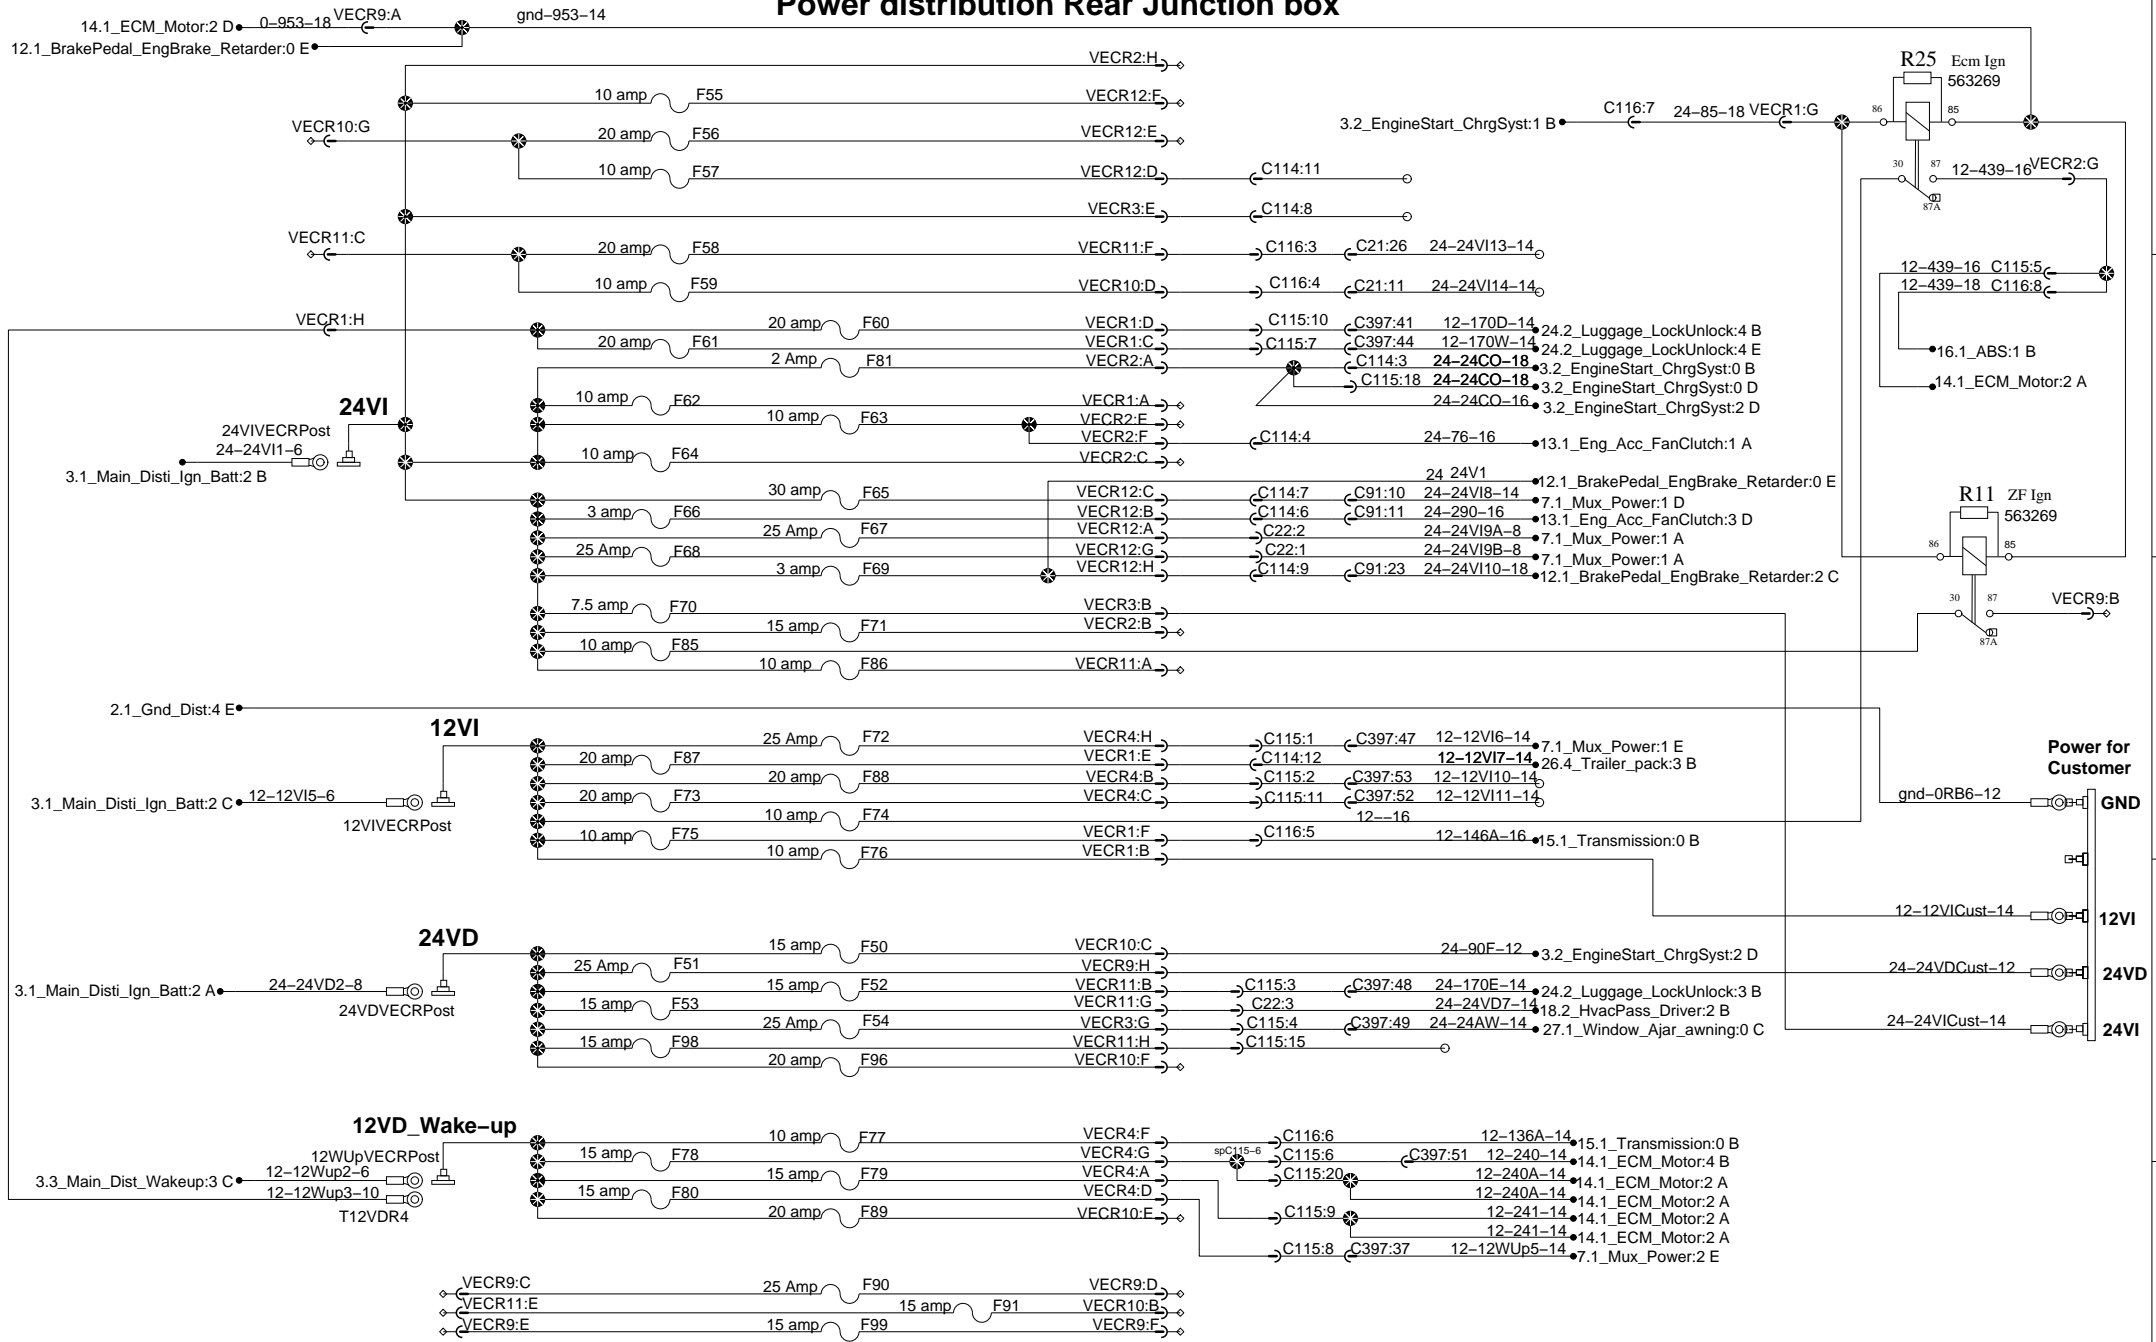 Power distribution Rear Junction box
14.1_ECM_Motor:2 D 0-953-18 VECR9:A gnd-953-14
12.1_BrakePedal_EngBrake_Retarder:0 E
VECR2:H
R25 Ecm Ign
563269
10 amp F55 VECR12:F
3.2_EngineStart_ChrgSyst:1 B C116:7 24-85-18 VECR1:G 86 85
VECR10:G 20 amp F56 VECR12:E
10 amp F57 VECR12:D C114:11
30 87 12-439-16 VECR2:G
87A
VECR3:E C114:8
VECR11:C 20 amp F58 VECR11:F C116:3 C21:26 24-24VI13-14
10 amp F59 VECR10:D C116:4 C21:11 24-24VI14-14
12-439-16 C115:5
12-439-18 C116:8
VECR1:H 20 amp F60 VECR1:D C115:10 C397:41 12-170D-14 24.2_Luggage_LockUnlock:4 B
20 amp F61 VECR1:C C115:7 C397:44 12-170W-14 24.2_Luggage_LockUnlock:4 E
16.1_ABS:1 B
2 Amp F81 VECR2:A C114:3 24-24CO-18 3.2_EngineStart_ChrgSyst:0 B
C115:18 24-24CO-18 3.2_EngineStart_ChrgSyst:0 D
14.1_ECM_Motor:2 A
24VI
10 amp F62 VECR1:A 24-24CO-16 3.2_EngineStart_ChrgSyst:2 D
10 amp F63 VECR2:E
24VIVECRPost
VECR2:F C114:4 24-76-16 13.1_Eng_Acc_FanClutch:1 A
24-24VI1-6
10 amp F64 VECR2:C
3.1_Main_Disti_Ign_Batt:2 B
24 24V1 12.1_BrakePedal_EngBrake_Retarder:0 E
30 amp F65 VECR12:C C114:7 C91:10 24-24VI8-14 7.1_Mux_Power:1 D
R11 ZF Ign
563269
3 amp F66 VECR12:B C114:6 C91:11 24-290-16 13.1_Eng_Acc_FanClutch:3 D
25 Amp F67 VECR12:A C22:2 24-24VI9A-8 7.1_Mux_Power:1 A
25 Amp F68 VECR12:G C22:1 24-24VI9B-8 7.1_Mux_Power:1 A
86 85
3 amp F69 VECR12:H C114:9 C91:23 24-24VI10-18 12.1_BrakePedal_EngBrake_Retarder:2 C
7.5 amp F70 VECR3:B
30 87 VECR9:B
87A
15 amp F71 VECR2:B
10 amp F85
10 amp F86 VECR11:A
2.1_Gnd_Dist:4 E
12VI
25 Amp F72 VECR4:H C115:1 C397:47 12-12VI6-14 7.1_Mux_Power:1 E
Power for
Customer
20 amp F87 VECR1:E C114:12 12-12VI7-14 26.4_Trailer_pack:3 B
20 amp F88 VECR4:B C115:2 C397:53 12-12VI10-14
3.1_Main_Disti_Ign_Batt:2 C 12-12VI5-6 20 amp F73 VECR4:C C115:11 C397:52 12-12VI11-14
gnd-0RB6-12 GND
12VIVECRPost
10 amp F74 12--16
10 amp F75 VECR1:F C116:5 12-146A-16 15.1_Transmission:0 B
10 amp F76 VECR1:B
12-12VICust-14 12VI
24VD
15 amp F50 VECR10:C 24-90F-12 3.2_EngineStart_ChrgSyst:2 D
25 Amp F51 VECR9:H 24-24VDCust-12 24VD
3.1_Main_Disti_Ign_Batt:2 A 24-24VD2-8 15 amp F52 VECR11:B C115:3 C397:48 24-170E-14 24.2_Luggage_LockUnlock:3 B
24VDVECRPost
15 amp F53 VECR11:G C22:3 24-24VD7-14 18.2_HvacPass_Driver:2 B
25 Amp F54 VECR3:G C115:4 C397:49 24-24AW-14 27.1_Window_Ajar_awning:0 C
24-24VICust-14 24VI
15 amp F98 VECR11:H C115:15
20 amp F96 VECR10:F
12VD_Wake-up
10 amp F77 VECR4:F C116:6 12-136A-14 15.1_Transmission:0 B
12WUpVECRPost
15 amp F78 VECR4:G spC115-6 C115:6 C397:51 12-240-14 14.1_ECM_Motor:4 B
3.3_Main_Dist_Wakeup:3 C 12-12Wup2-6 15 amp F79 VECR4:A C115:20 12-240A-14 14.1_ECM_Motor:2 A
12-12Wup3-10 15 amp F80 VECR4:D 12-240A-14 14.1_ECM_Motor:2 A
T12VDR4
20 amp F89 VECR10:E C115:9 12-241-14 14.1_ECM_Motor:2 A
12-241-14 14.1_ECM_Motor:2 A
C115:8 C397:37 12-12WUp5-14 7.1_Mux_Power:2 E
VECR9:C 25 Amp F90 VECR9:D
VECR11:E 15 amp F91 VECR10:B
VECR9:E 15 amp F99 VECR9:F